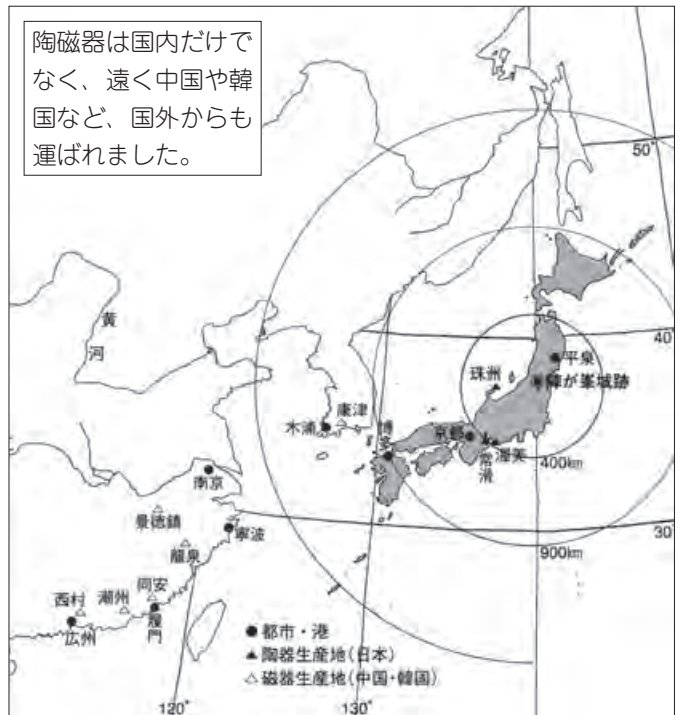 陶磁器は国内だけで
なく、遠く中国や韓
国など、国外からも
運ばれました。
50°
黄河
40°
平泉
珠洲
陣が峯城跡
康津
木浦
博多
京都
渥美
常滑
400km
南京
景徳鎮
寧波
30°
900km
龍泉
同安
潮州
西村
厦門
広州
● 都市・港
▲ 陶器生産地(日本)
△ 磁器生産地(中国・韓国)
120°
130°